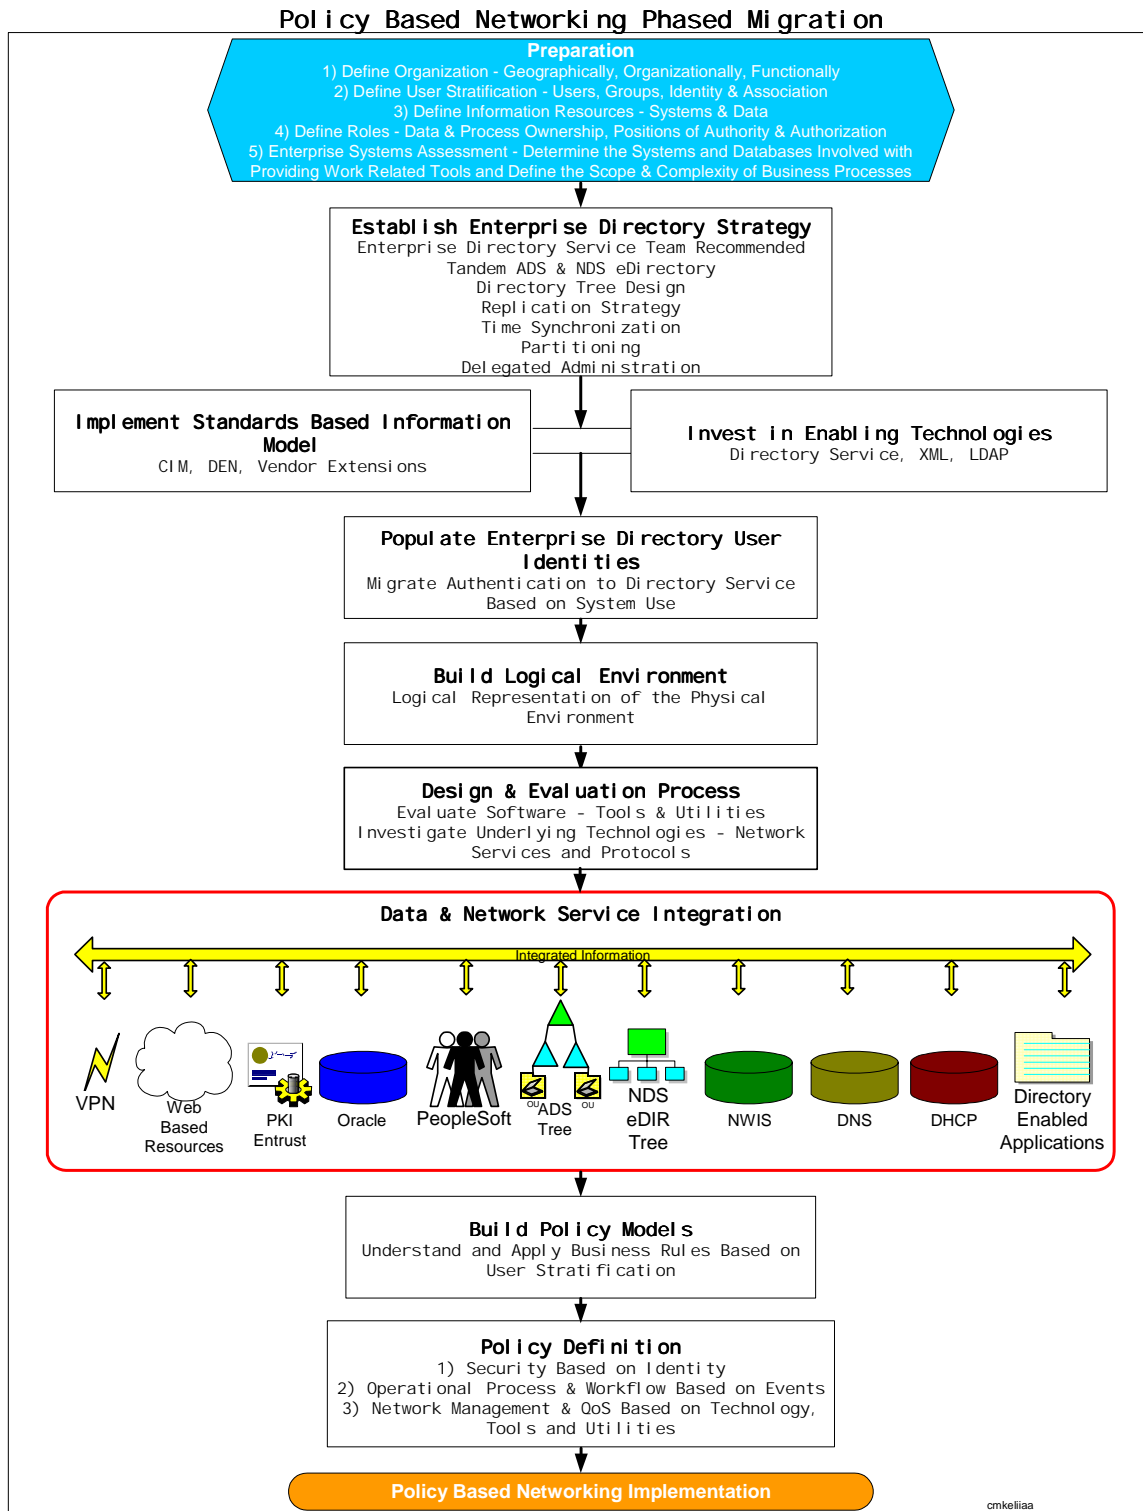 Policy Based Networking Phased Migration
Preparation
1) Define Organization - Geographically, Organizationally, Functionally
2) Define User Stratification - Users, Groups, Identity & Association
3) Define Information Resources - Systems & Data
4) Define Roles - Data & Process Ownership, Positions of Authority & Authorization
5) Enterprise Systems Assessment - Determine the Systems and Databases Involved with
Providing Work Related Tools and Define the Scope & Complexity of Business Processes
Establish Enterprise Directory Strategy
Enterprise Directory Service Team Recommended
Tandem ADS & NDS eDirectory
Directory Tree Design
Replication Strategy
Time Synchronization
Partitioning
Delegated Administration
Implement Standards Based Information
Model
CIM, DEN, Vendor Extensions
Invest in Enabling Technologies
Directory Service, XML, LDAP
Populate Enterprise Directory User
Identities
Migrate Authentication to Directory Service
Based on System Use
Build Logical Environment
Logical Representation of the Physical
Environment
Design & Evaluation Process
Evaluate Software - Tools & Utilities
Investigate Underlying Technologies - Network
Services and Protocols
Data & Network Service Integration
Integrated Information
VPN
Web
Based
Resources
PKI
Entrust
Oracle
PeopleSoft
OU
OU
ADS
Tree
NDS
eDIR
Tree
NWIS
DNS
DHCP
Directory
Enabled
Applications
Build Policy Models
Understand and Apply Business Rules Based on
User Stratification
Policy Definition
1) Security Based on Identity
2) Operational Process & Workflow Based on Events
3) Network Management & QoS Based on Technology,
Tools and Utilities
Policy Based Networking Implementation
cmkeliiaa